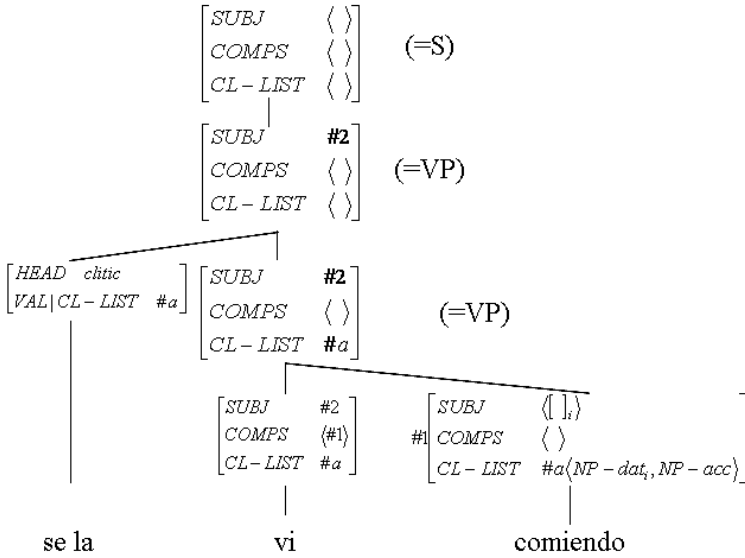 SUBJ ⟨ ⟩
COMPS ⟨ ⟩ (=S)
CL – LIST ⟨ ⟩
SUBJ #2
COMPS ⟨ ⟩ (=VP)
CL – LIST ⟨ ⟩
HEAD clitic
VAL | CL – LIST #a
SUBJ #2
COMPS ⟨ ⟩ (=VP)
CL – LIST #a
SUBJ #2
COMPS ⟨#1⟩
CL – LIST #a
SUBJ ⟨[ ]i⟩
#1 COMPS ⟨ ⟩
CL – LIST #a⟨NP – dati, NP – acc⟩
se la vi comiendo